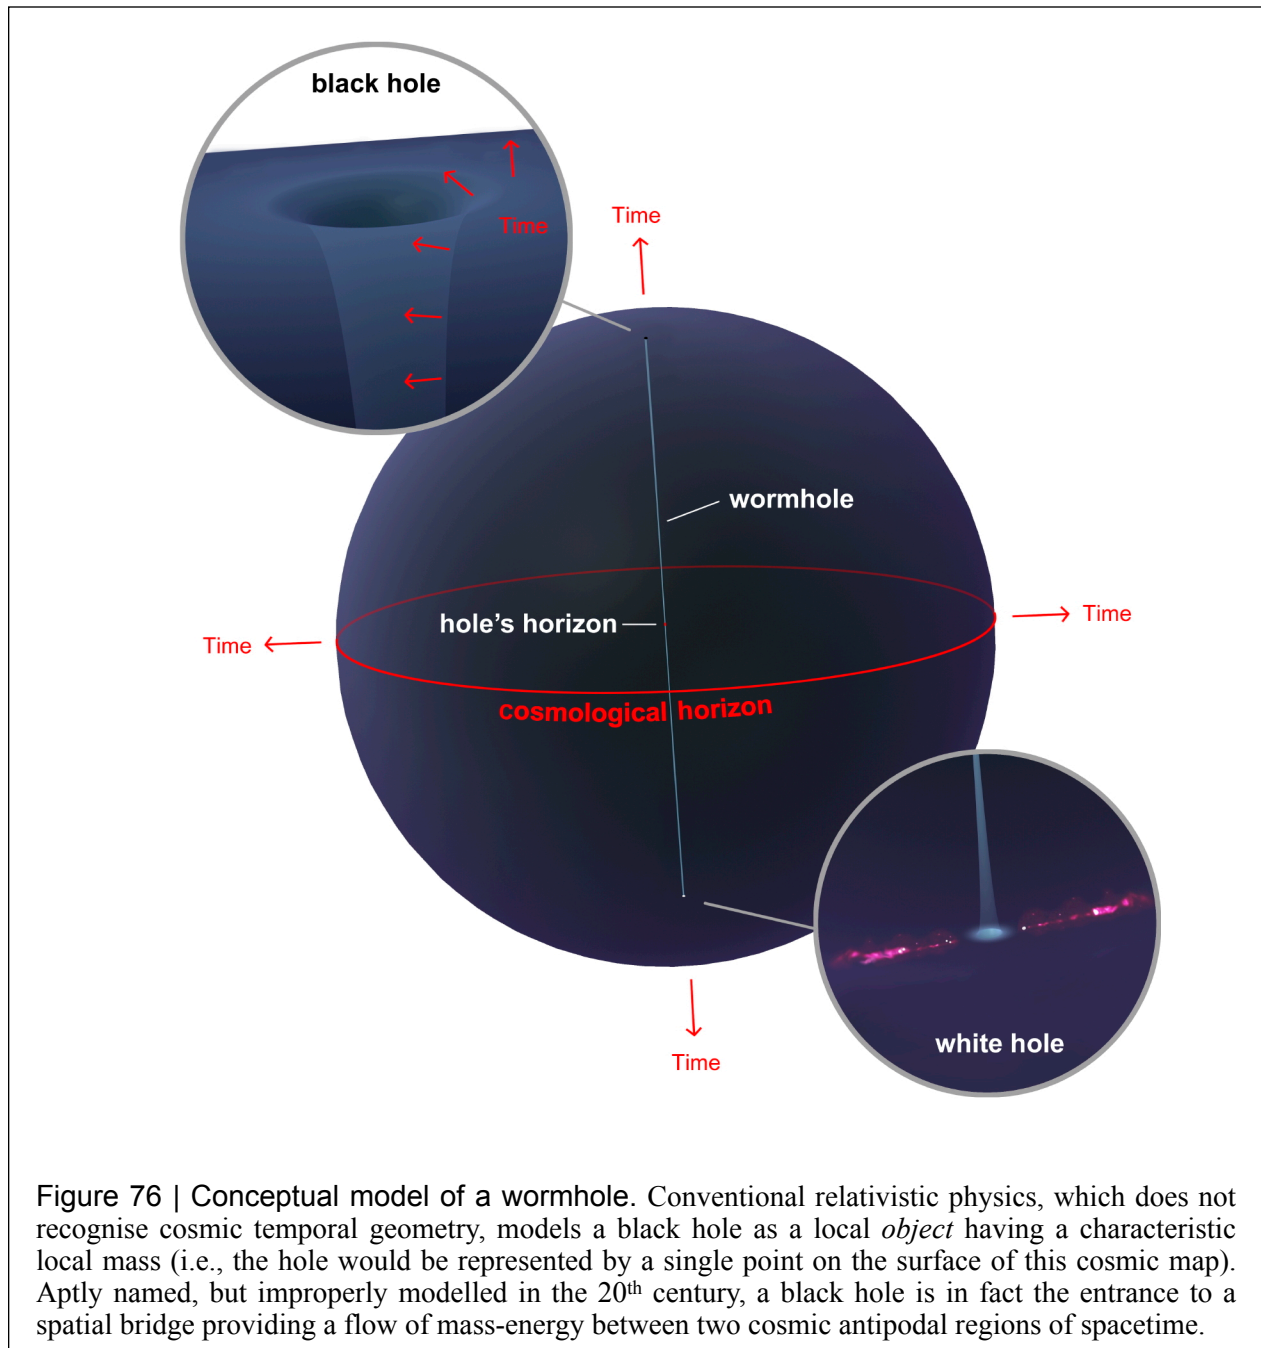 black hole
Time
Time
wormhole
hole's horizon
Time
Time
cosmological horizon
white hole
Time
Figure 76 | Conceptual model of a wormhole. Conventional relativistic physics, which does not
recognise cosmic temporal geometry, models a black hole as a local object having a characteristic
local mass (i.e., the hole would be represented by a single point on the surface of this cosmic map).
Aptly named, but improperly modelled in the 20th century, a black hole is in fact the entrance to a
spatial bridge providing a flow of mass-energy between two cosmic antipodal regions of spacetime.